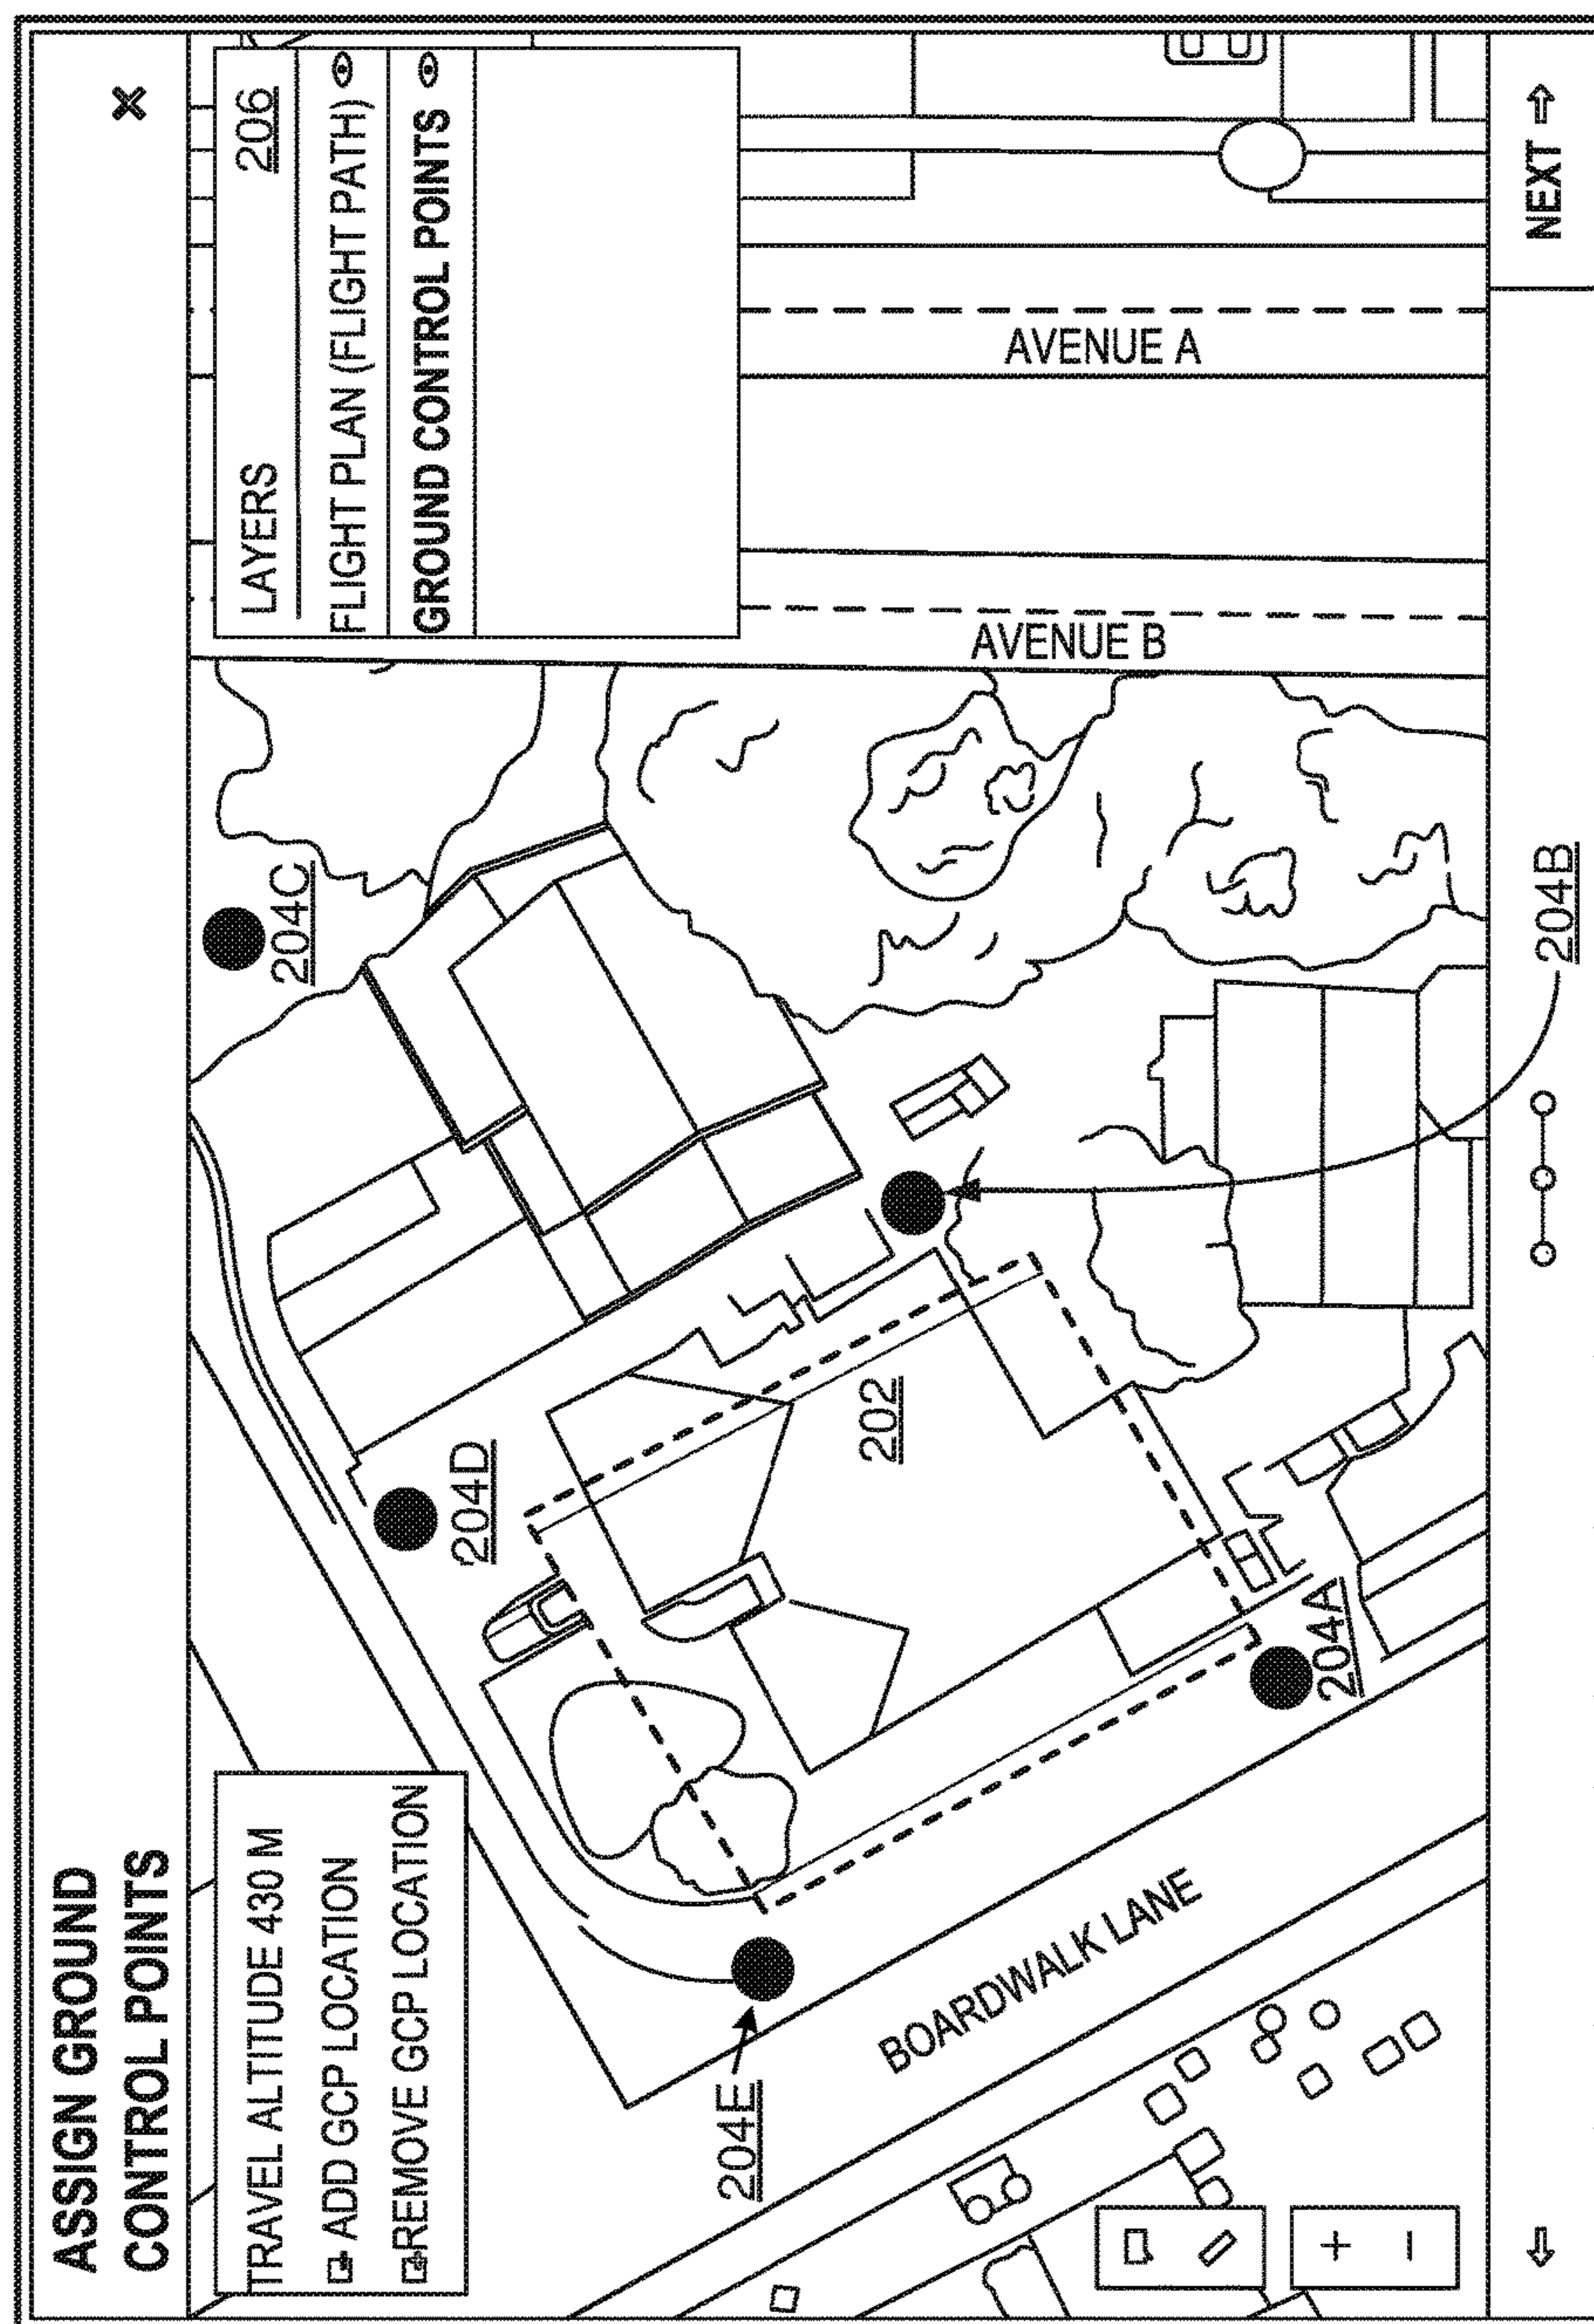 ASSIGN GROUND
CONTROL POINTS
×
TRAVEL ALTITUDE 430 M
ADD GCP LOCATION
REMOVE GCP LOCATION
LAYERS 206
FLIGHT PLAN (FLIGHT PATH)
GROUND CONTROL POINTS
204C
204D
204E
202
204A
204B
BOARDWALK LANE
AVENUE B
AVENUE A
+
−
NEXT ⇨